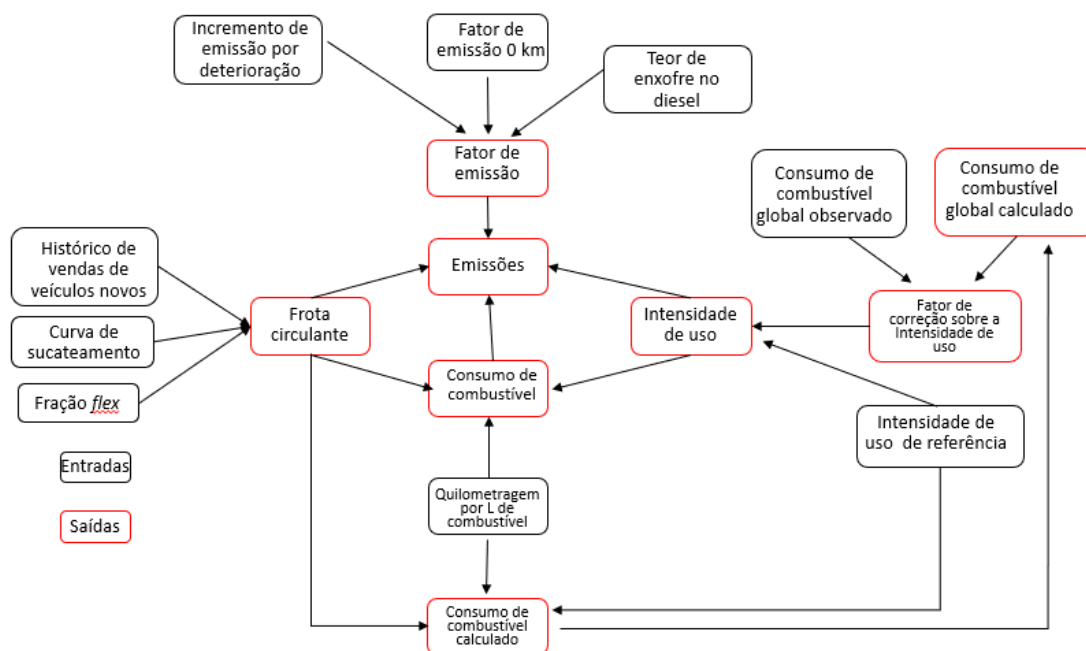 Incremento de
emissão por
deterioração
Fator de
emissão 0 km
Teor de
enxofre no
diesel
Fator de
emissão
Consumo de
combustível
global observado
Consumo de
combustível
global calculado
Histórico de
vendas de
veículos novos
Emissões
Frota
circulante
Intensidade
de uso
Fator de
correção sobre a
Intensidade de
uso
Curva de
sucateamento
Consumo de
combustível
Fração flex
Intensidade de
uso de referência
Entradas
Quilometragem
por L de
combustível
Saídas
Consumo de
combustível
calculado